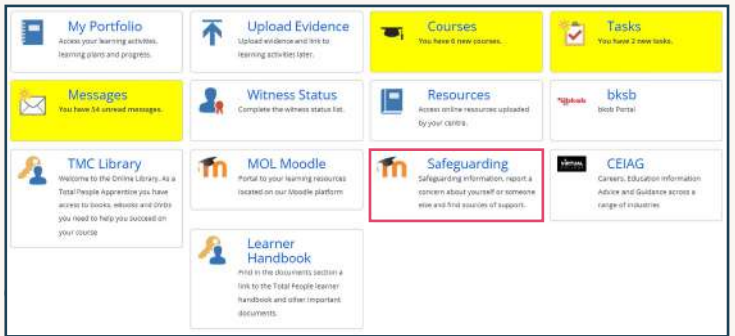 My Portfolio
Access your learning activities,
learning plans and progress.
Upload Evidence
Upload evidence and link to
learning activities later.
Courses
You have 6 new courses.
Tasks
You have 2 new tasks.
Messages
You have 54 unread messages.
Witness Status
Complete the witness status list.
Resources
Access online resources uploaded
by your centre.
bksb
bksb Portal
TMC Library
Welcome to the Online Library. As a
Total People Apprentice you have
access to books, eBooks and DVDs
you need to help you succeed on
your course
MOL Moodle
Portal to your learning resources
located on our Moodle platform
Safeguarding
Safeguarding information, report a
concern about yourself or someone
else and find sources of support.
VIRTUAL
CEIAG
Careers, Education Information
Advice and Guidance across a
range of industries
Learner
Handbook
Find in the documents section a
link to the Total People learner
handbook and other important
documents.